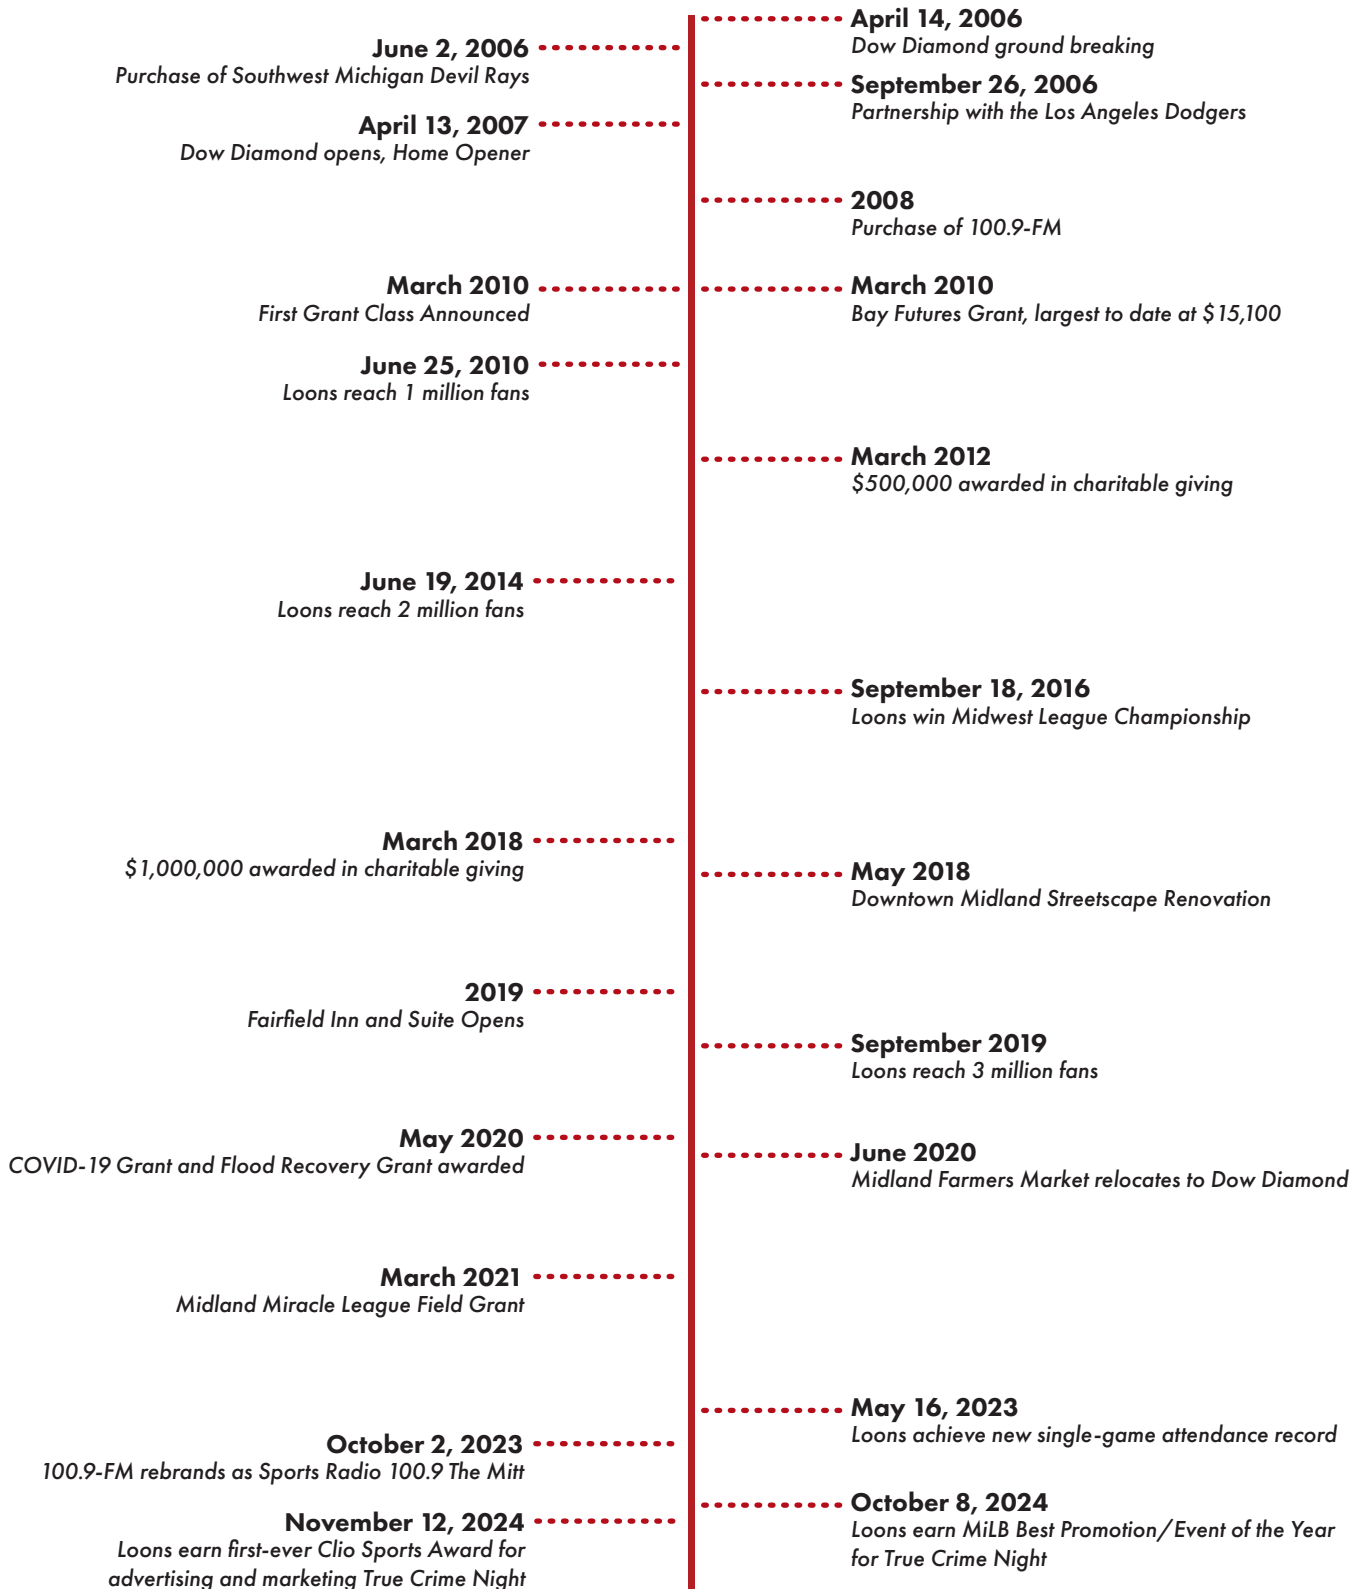 April 14, 2006
Dow Diamond ground breaking
June 2, 2006
Purchase of Southwest Michigan Devil Rays
September 26, 2006
Partnership with the Los Angeles Dodgers
April 13, 2007
Dow Diamond opens, Home Opener
2008
Purchase of 100.9-FM
March 2010
First Grant Class Announced
March 2010
Bay Futures Grant, largest to date at $15,100
June 25, 2010
Loons reach 1 million fans
March 2012
$500,000 awarded in charitable giving
June 19, 2014
Loons reach 2 million fans
September 18, 2016
Loons win Midwest League Championship
March 2018
$1,000,000 awarded in charitable giving
May 2018
Downtown Midland Streetscape Renovation
2019
Fairfield Inn and Suite Opens
September 2019
Loons reach 3 million fans
May 2020
COVID-19 Grant and Flood Recovery Grant awarded
June 2020
Midland Farmers Market relocates to Dow Diamond
March 2021
Midland Miracle League Field Grant
May 16, 2023
Loons achieve new single-game attendance record
October 2, 2023
100.9-FM rebrands as Sports Radio 100.9 The Mitt
October 8, 2024
Loons earn MiLB Best Promotion/Event of the Year
for True Crime Night
November 12, 2024
Loons earn first-ever Clio Sports Award for
advertising and marketing True Crime Night